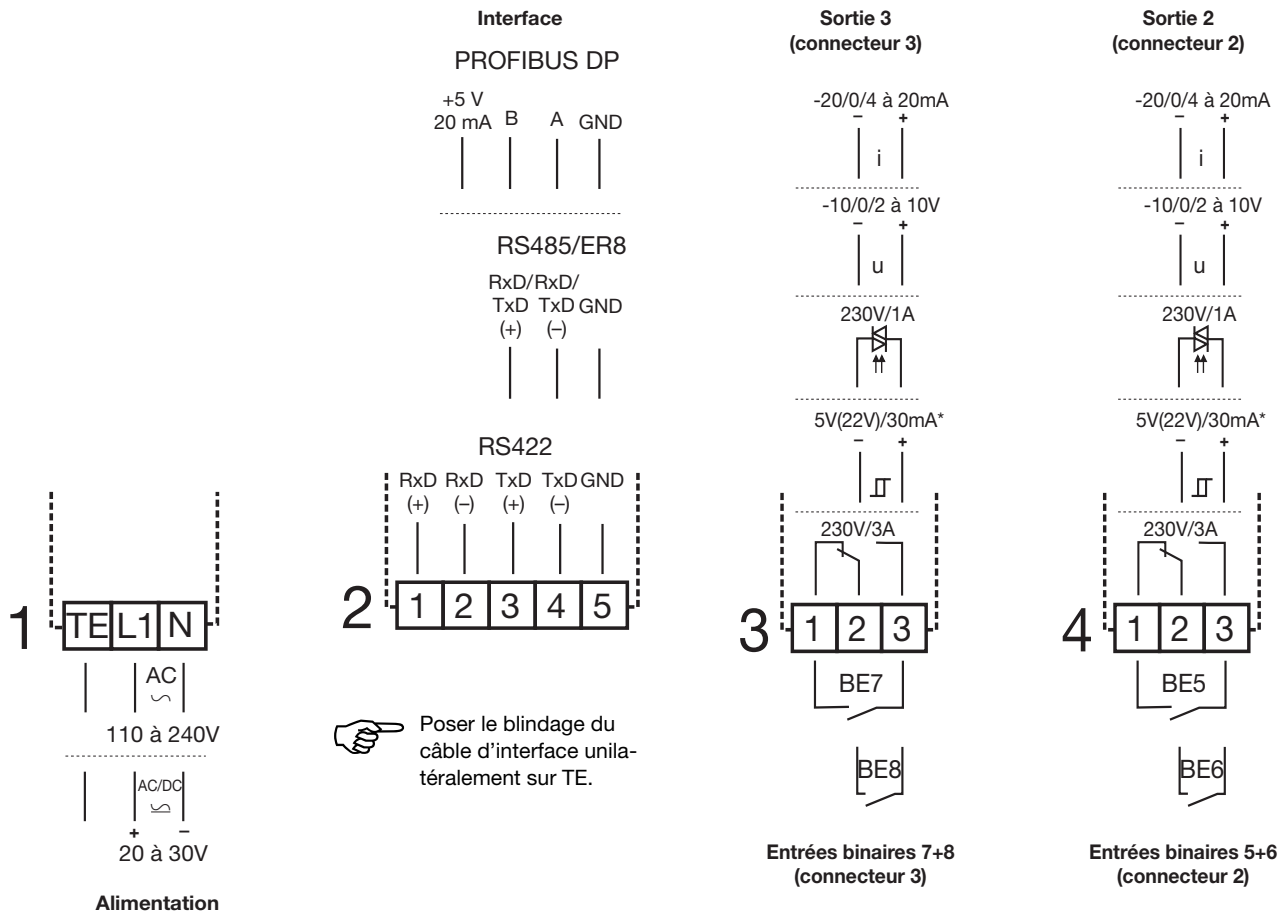 Interface
PROFIBUS DP
+5 V
20 mA B A GND
RS485/ER8
RxD/RxD/
TxD TxD GND
(+) (–)
RS422
RxD RxD TxD TxD GND
(+) (–) (+) (–)
2 1 2 3 4 5
Poser le blindage du
câble d’interface unila-
téralement sur TE.
1 TE L1 N
AC
110 à 240V
AC/DC
+ –
20 à 30V
Alimentation
Sortie 3
(connecteur 3)
-20/0/4 à 20mA
– +
i
-10/0/2 à 10V
– +
u
230V/1A
5V(22V)/30mA*
– +
230V/3A
3 1 2 3
BE7
BE8
Entrées binaires 7+8
(connecteur 3)
Sortie 2
(connecteur 2)
-20/0/4 à 20mA
– +
i
-10/0/2 à 10V
– +
u
230V/1A
5V(22V)/30mA*
– +
230V/3A
4 1 2 3
BE5
BE6
Entrées binaires 5+6
(connecteur 2)